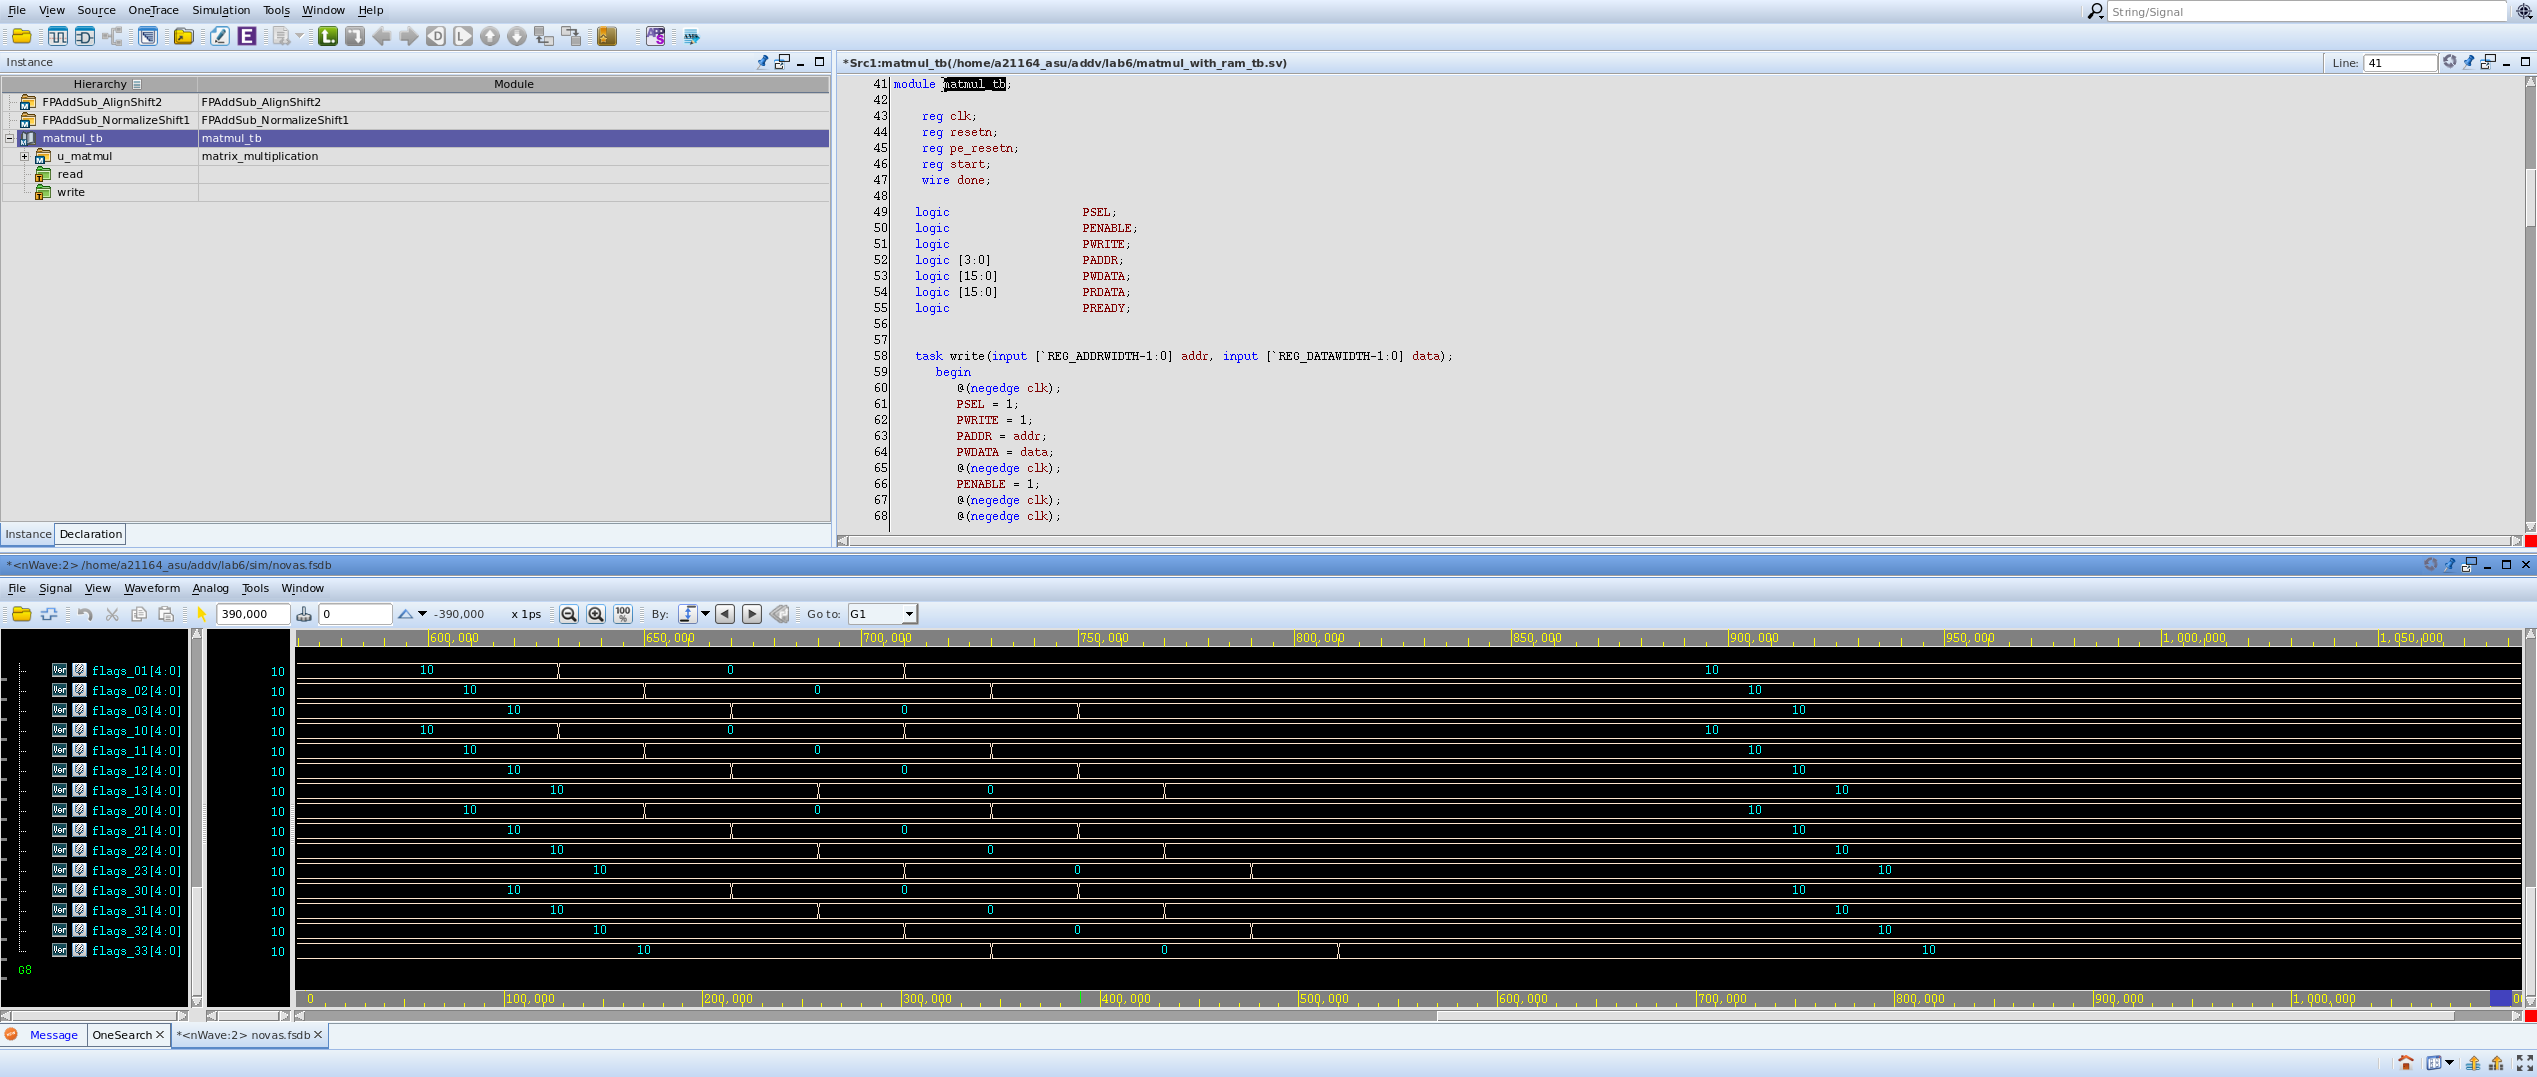 File View Source OneTrace Simulation Tools Window Help
String/Signal
Instance
Hierarchy Module
FPAddSub_AlignShift2 FPAddSub_AlignShift2
FPAddSub_NormalizeShift1 FPAddSub_NormalizeShift1
matmul_tb matmul_tb
u_matmul matrix_multiplication
read
write
Instance Declaration
*Src1:matmul_tb(/home/a21164_asu/addv/lab6/matmul_with_ram_tb.sv)
Line: 41
41 module matmul_tb;
42
43 reg clk;
44 reg resetn;
45 reg pe_resetn;
46 reg start;
47 wire done;
48
49 logic PSEL;
50 logic PENABLE;
51 logic PWRITE;
52 logic [3:0] PADDR;
53 logic [15:0] PWDATA;
54 logic [15:0] PRDATA;
55 logic PREADY;
56
57
58 task write(input [`REG_ADDRWIDTH-1:0] addr, input [`REG_DATAWIDTH-1:0] data);
59 begin
60 @(negedge clk);
61 PSEL = 1;
62 PWRITE = 1;
63 PADDR = addr;
64 PWDATA = data;
65 @(negedge clk);
66 PENABLE = 1;
67 @(negedge clk);
68 @(negedge clk);
*<nWave:2> /home/a21164_asu/addv/lab6/sim/novas.fsdb
File Signal View Waveform Analog Tools Window
390,000 0 -390,000 x 1ps 100% By: Go to: G1
600,000 650,000 700,000 750,000 800,000 850,000 900,000 950,000 1,000,000 1,050,000
flags_01[4:0] 10 10 0 10
flags_02[4:0] 10 10 0 10
flags_03[4:0] 10 10 0 10
flags_10[4:0] 10 10 0 10
flags_11[4:0] 10 10 0 10
flags_12[4:0] 10 10 0 10
flags_13[4:0] 10 10 0 10
flags_20[4:0] 10 10 0 10
flags_21[4:0] 10 10 0 10
flags_22[4:0] 10 10 0 10
flags_23[4:0] 10 10 0 10
flags_30[4:0] 10 10 0 10
flags_31[4:0] 10 10 0 10
flags_32[4:0] 10 10 0 10
flags_33[4:0] 10 10 0 10
G8
0 100,000 200,000 300,000 400,000 500,000 600,000 700,000 800,000 900,000 1,000,000
Message OneSearch *<nWave:2> novas.fsdb